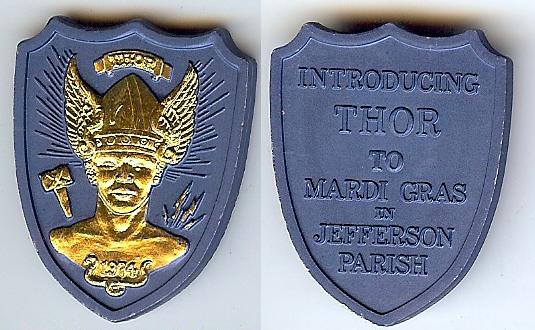 THOR
1974
INTRODUCING
THOR
TO
MARDI GRAS
IN
JEFFERSON
PARISH